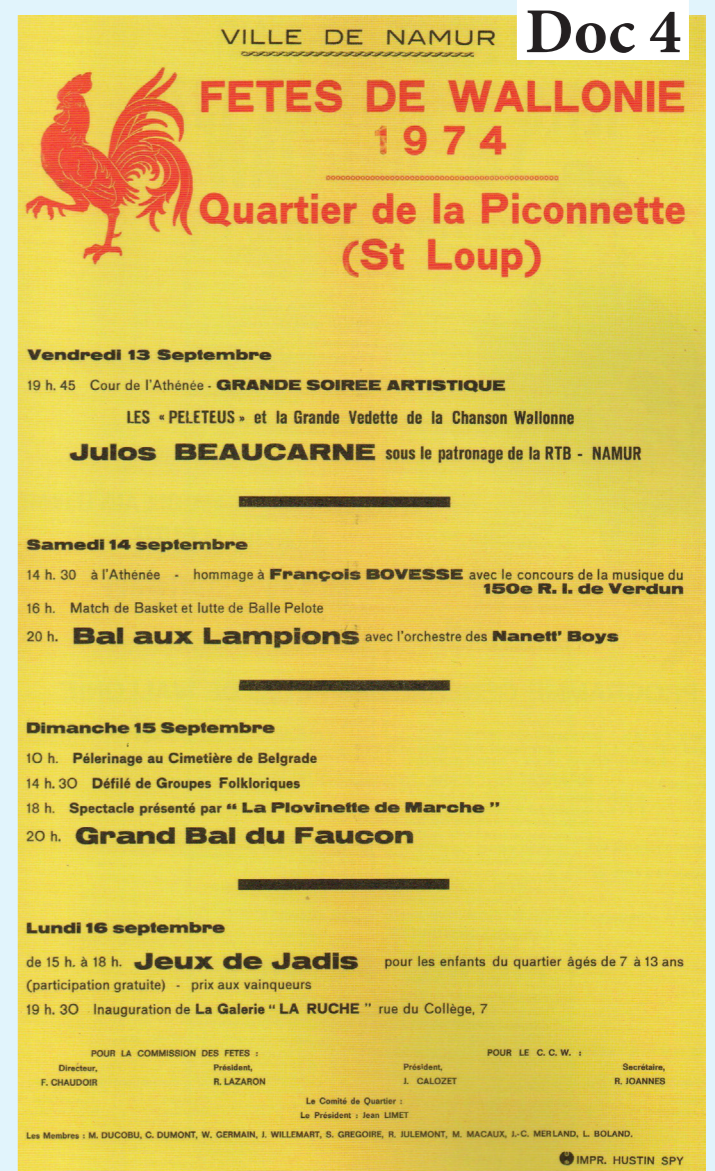 VILLE DE NAMUR
Doc 4
FETES DE WALLONIE
1974
Quartier de la Piconnette
(St Loup)
Vendredi 13 Septembre
19 h. 45 Cour de l'Athénée - GRANDE SOIREE ARTISTIQUE
LES « PELETEUS » et la Grande Vedette de la Chanson Wallonne
Julos BEAUCARNE sous le patronage de la RTB - NAMUR
Samedi 14 septembre
14 h. 30 à l'Athénée - hommage à François BOVESSE avec le concours de la musique du
150e R. I. de Verdun
16 h. Match de Basket et lutte de Balle Pelote
20 h. Bal aux Lampions avec l'orchestre des Nanett' Boys
Dimanche 15 Septembre
10 h. Pélerinage au Cimetière de Belgrade
14 h. 30 Défilé de Groupes Folkloriques
18 h. Spectacle présenté par " La Plovinette de Marche "
20 h. Grand Bal du Faucon
Lundi 16 septembre
de 15 h. à 18 h. Jeux de Jadis pour les enfants du quartier âgés de 7 à 13 ans
(participation gratuite) - prix aux vainqueurs
19 h. 30 Inauguration de La Galerie " LA RUCHE " rue du Collège, 7
POUR LA COMMISSION DES FETES : POUR LE C. C. W. :
Directeur, Président, Président, Secrétaire,
F. CHAUDOIR R. LAZARON J. CALOZET R. JOANNES
Le Comité de Quartier :
Le Président : Jean LIMET
Les Membres : M. DUCOBU, C. DUMONT, W. GERMAIN, J. WILLEMART, S. GREGOIRE, R. JULEMONT, M. MACAUX, J.-C. MERLAND, L. BOLAND.
IMPR. HUSTIN SPY